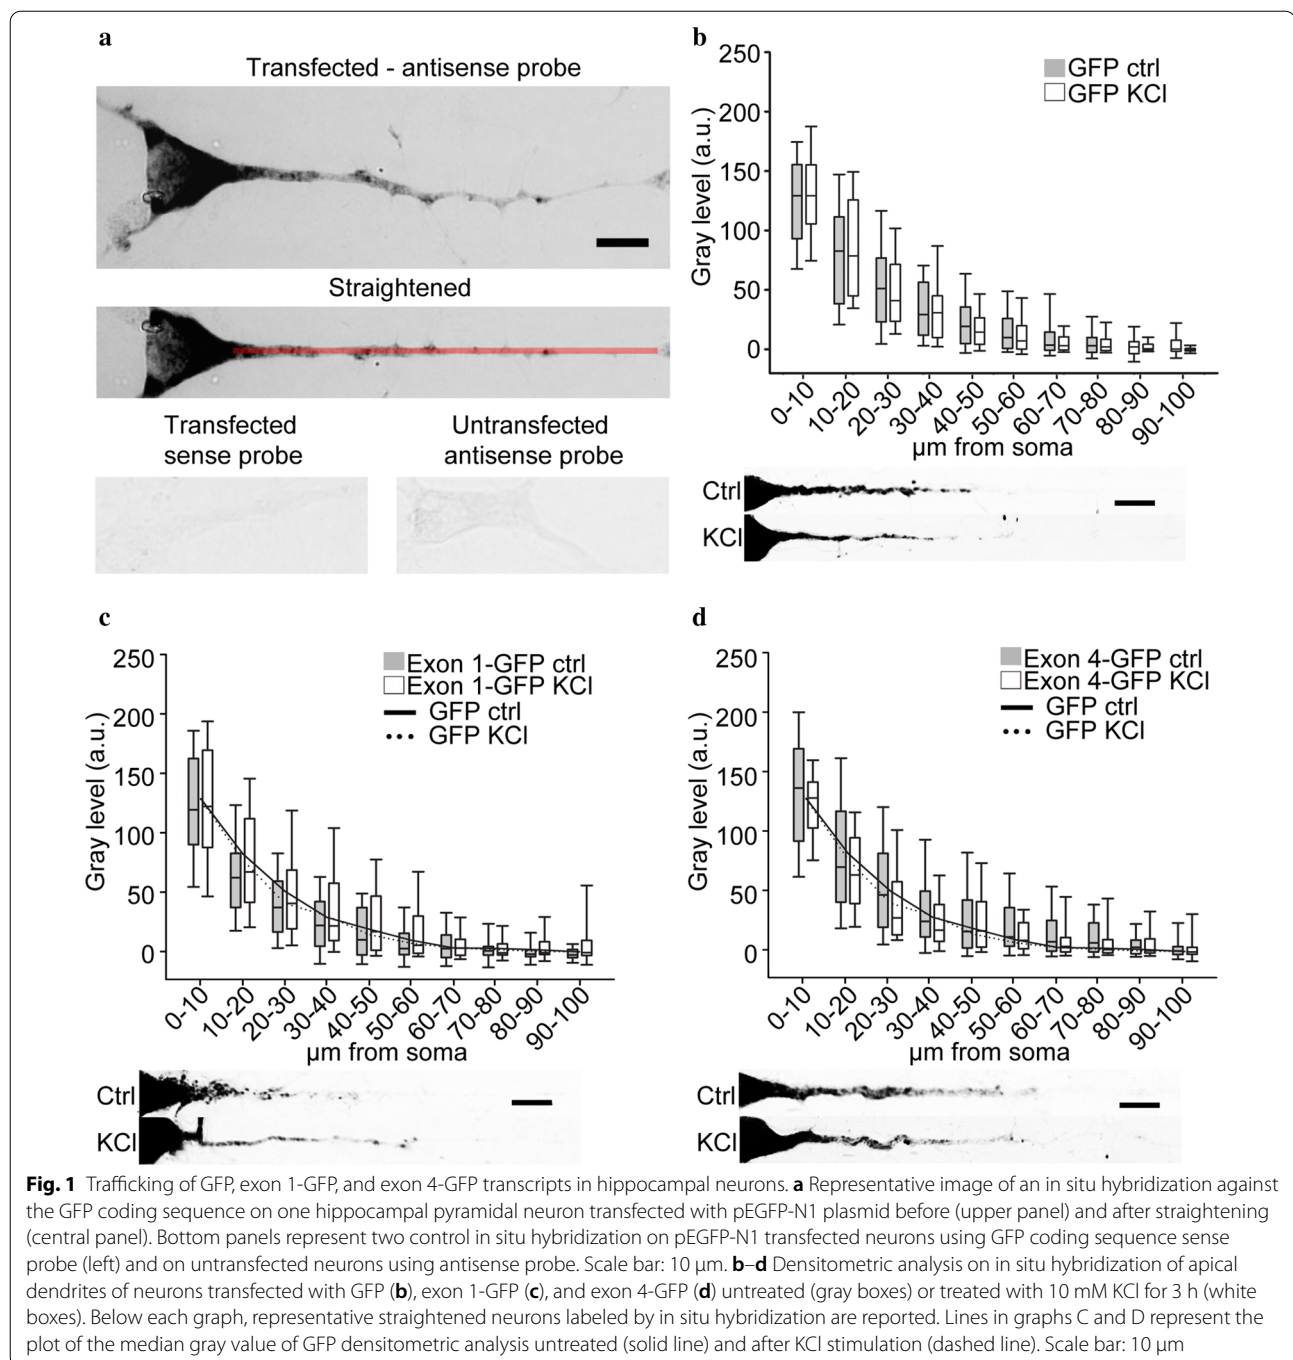 a
Transfected - antisense probe
Straightened
Transfected
sense probe
Untransfected
antisense probe
b
250
200
150
100
50
0
Gray level (a.u.)
GFP ctrl
GFP KCl
0-10
10-20
20-30
30-40
40-50
50-60
60-70
70-80
80-90
90-100
µm from soma
Ctrl
KCl
c
250
200
150
100
50
0
Gray level (a.u.)
Exon 1-GFP ctrl
Exon 1-GFP KCl
GFP ctrl
GFP KCl
0-10
10-20
20-30
30-40
40-50
50-60
60-70
70-80
80-90
90-100
µm from soma
Ctrl
KCl
d
250
200
150
100
50
0
Gray level (a.u.)
Exon 4-GFP ctrl
Exon 4-GFP KCl
GFP ctrl
GFP KCl
0-10
10-20
20-30
30-40
40-50
50-60
60-70
70-80
80-90
90-100
µm from soma
Ctrl
KCl
Fig. 1 Trafficking of GFP, exon 1-GFP, and exon 4-GFP transcripts in hippocampal neurons. a Representative image of an in situ hybridization against
the GFP coding sequence on one hippocampal pyramidal neuron transfected with pEGFP-N1 plasmid before (upper panel) and after straightening
(central panel). Bottom panels represent two control in situ hybridization on pEGFP-N1 transfected neurons using GFP coding sequence sense
probe (left) and on untransfected neurons using antisense probe. Scale bar: 10 µm. b–d Densitometric analysis on in situ hybridization of apical
dendrites of neurons transfected with GFP (b), exon 1-GFP (c), and exon 4-GFP (d) untreated (gray boxes) or treated with 10 mM KCl for 3 h (white
boxes). Below each graph, representative straightened neurons labeled by in situ hybridization are reported. Lines in graphs C and D represent the
plot of the median gray value of GFP densitometric analysis untreated (solid line) and after KCl stimulation (dashed line). Scale bar: 10 µm